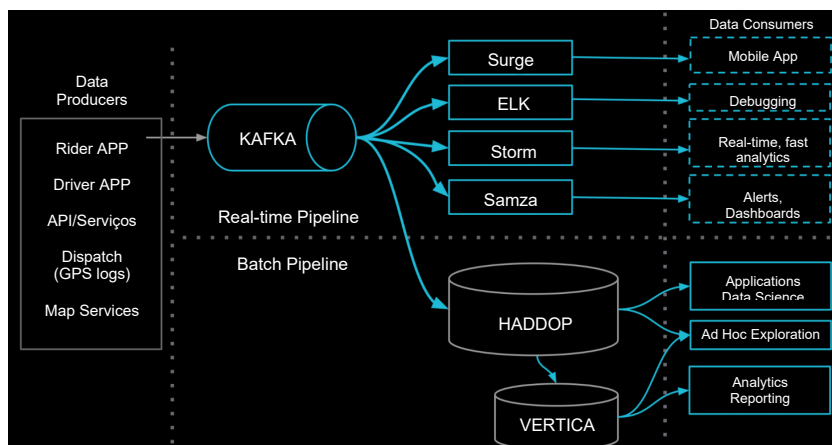 Data Consumers
Data
Producers
Rider APP
Driver APP
API/Serviços
Dispatch
(GPS logs)
Map Services
KAFKA
Real-time Pipeline
Batch Pipeline
Surge
ELK
Storm
Samza
Mobile App
Debugging
Real-time, fast
analytics
Alerts,
Dashboards
HADDOP
VERTICA
Applications
Data Science
Ad Hoc Exploration
Analytics
Reporting